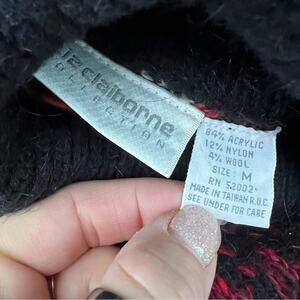 liz claiborne
COLLECTION
84% ACRYLIC
12% NYLON
4% WOOL
SIZE: M
RN 52002
MADE IN TAIWAN R.O.C.
SEE UNDER FOR CARE